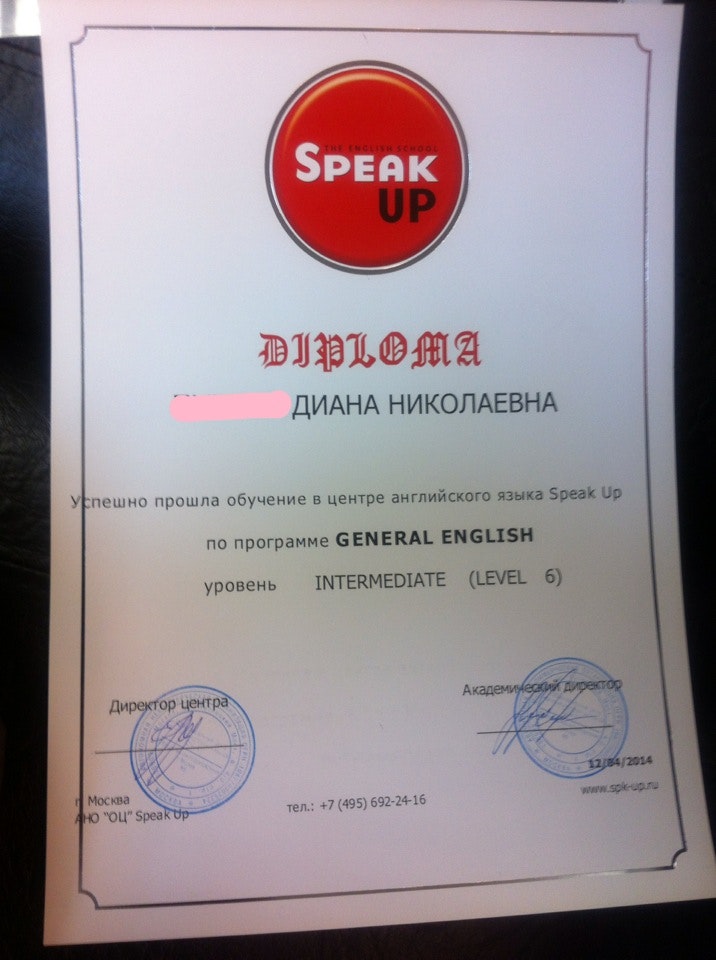 THE ENGLISH SCHOOL
SPEAK
UP
DIPLOMA
ДИАНА НИКОЛАЕВНА
Успешно прошла обучение в центре английского языка Speak Up
по программе GENERAL ENGLISH
уровень INTERMEDIATE (LEVEL 6)
Директор центра
Академический директор
12/04/2014
www.spk-up.ru
г. Москва
АНО "ОЦ" Speak Up
тел.: +7 (495) 692-24-16